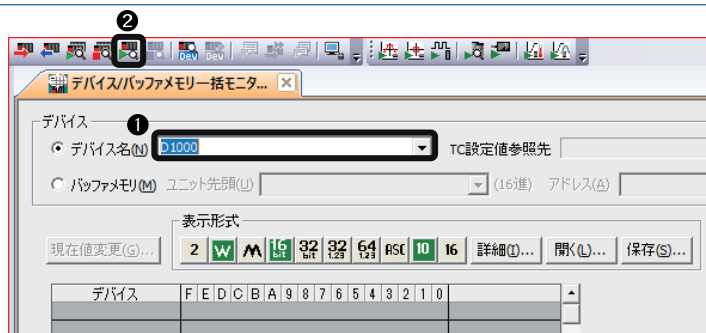 ❷
Dev Dev
デバイス/バッファメモリ一括モニタ...
デバイス
❶
デバイス名(N) D1000 TC設定値参照先
バッファメモリ(M) ユニット先頭(U) (16進) アドレス(A)
表示形式
現在値変更(G)... 2 W M 16bit 32bit 32 1.23 64 1.23 ASC 10 16 詳細(I)... 開く(L)... 保存(S)...
デバイス F E D C B A 9 8 7 6 5 4 3 2 1 0